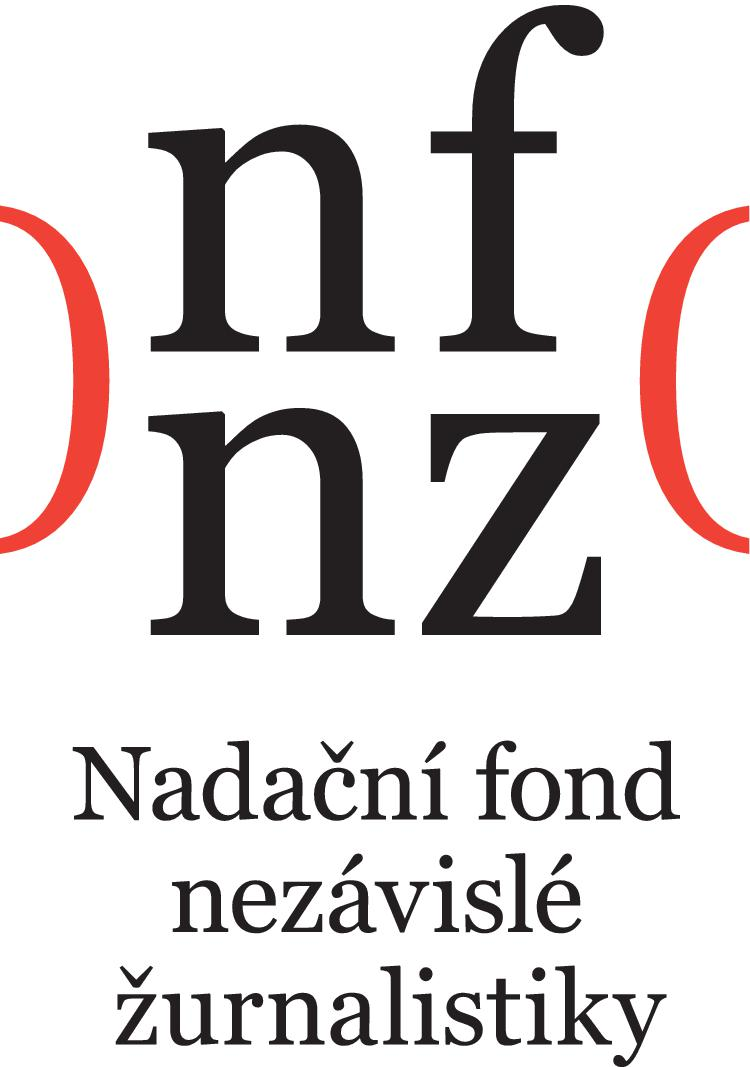 nf
nz
Nadační fond
nezávislé
žurnalistiky